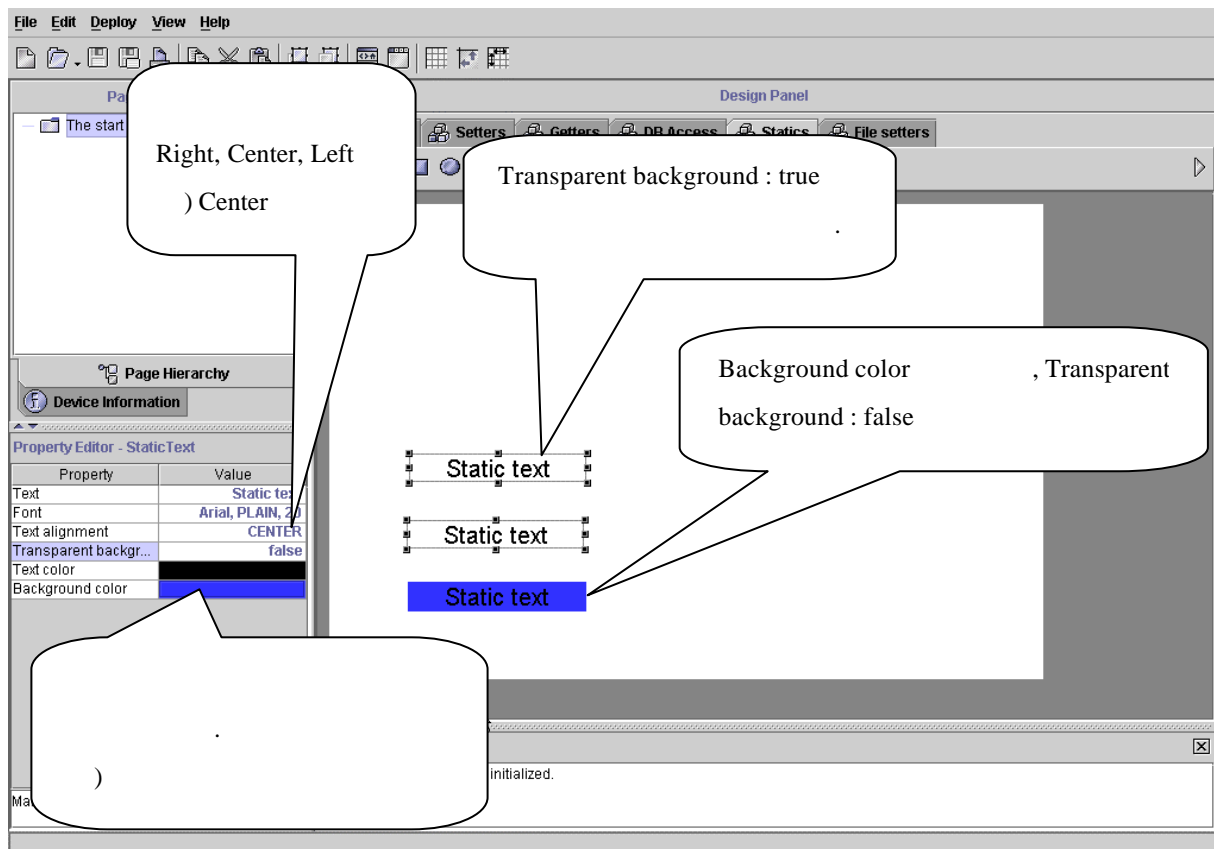 File Edit Deploy View Help
Design Panel
The start
Setters Getters DB Access Statics File setters
Right, Center, Left
) Center
Transparent background : true
.
Background color , Transparent
background : false
Page Hierarchy
Device Information
Property Editor - StaticText
Property Value
Text Static tex
Font Arial, PLAIN, 20
Text alignment CENTER
Transparent backgr... false
Text color
Background color
Static text
Static text
Static text
.
)
initialized.